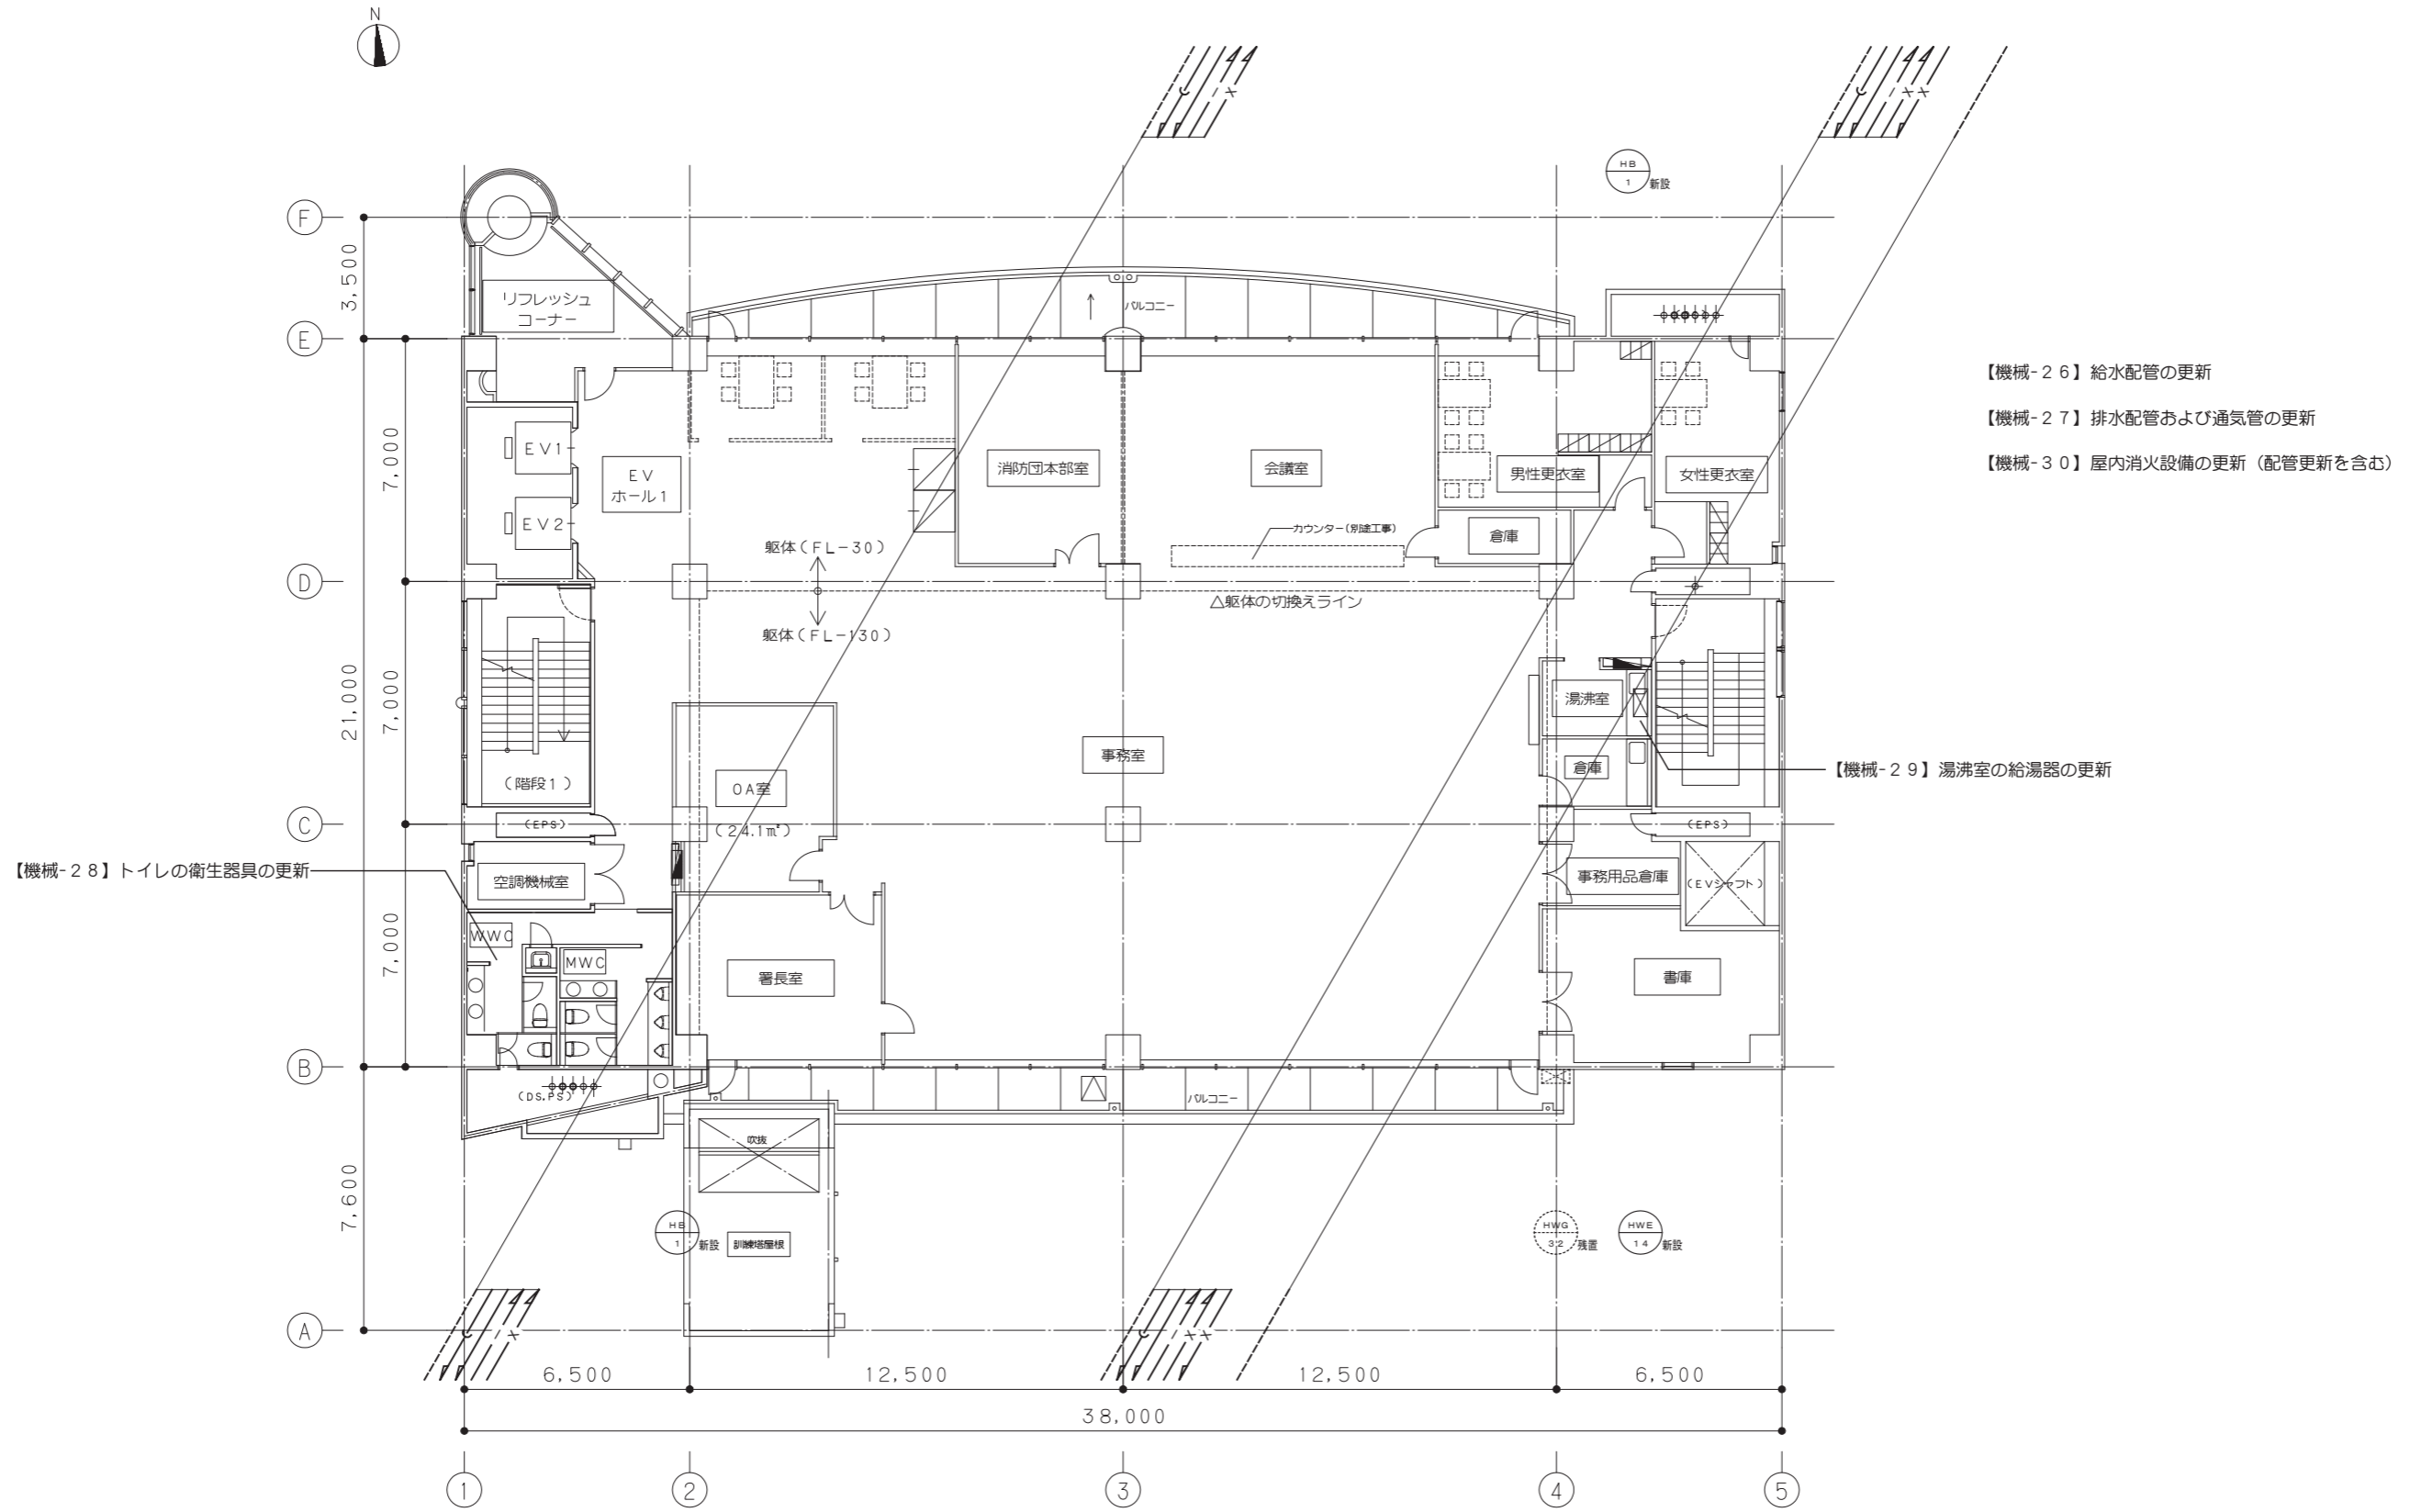 N
HB
1
新設
F
3,500
リフレッシュ
コーナー
バルコニー
E
【機械-26】給水配管の更新
【機械-27】排水配管および通気管の更新
【機械-30】屋内消火設備の更新（配管更新を含む）
7,000
EV1
EV
ホール1
消防団本部室
会議室
男性更衣室
女性更衣室
EV2
カウンター（別途工事）
倉庫
躯体（FL-30）
D
△躯体の切換えライン
躯体（FL-130）
21,000
7,000
湯沸室
事務室
倉庫
【機械-29】湯沸室の給湯器の更新
（階段1）
OA室
（24.1㎡）
C
（EPS）
（EPS）
【機械-28】トイレの衛生器具の更新
空調機械室
事務用品倉庫
（EVシャフト）
7,000
WWC
MWC
署長室
書庫
B
（DS.PS）
バルコニー
吹抜
7,600
HB
1
新設
訓練塔屋根
HWG
32
残置
HWE
14
新設
A
6,500
12,500
12,500
6,500
38,000
1
2
3
4
5